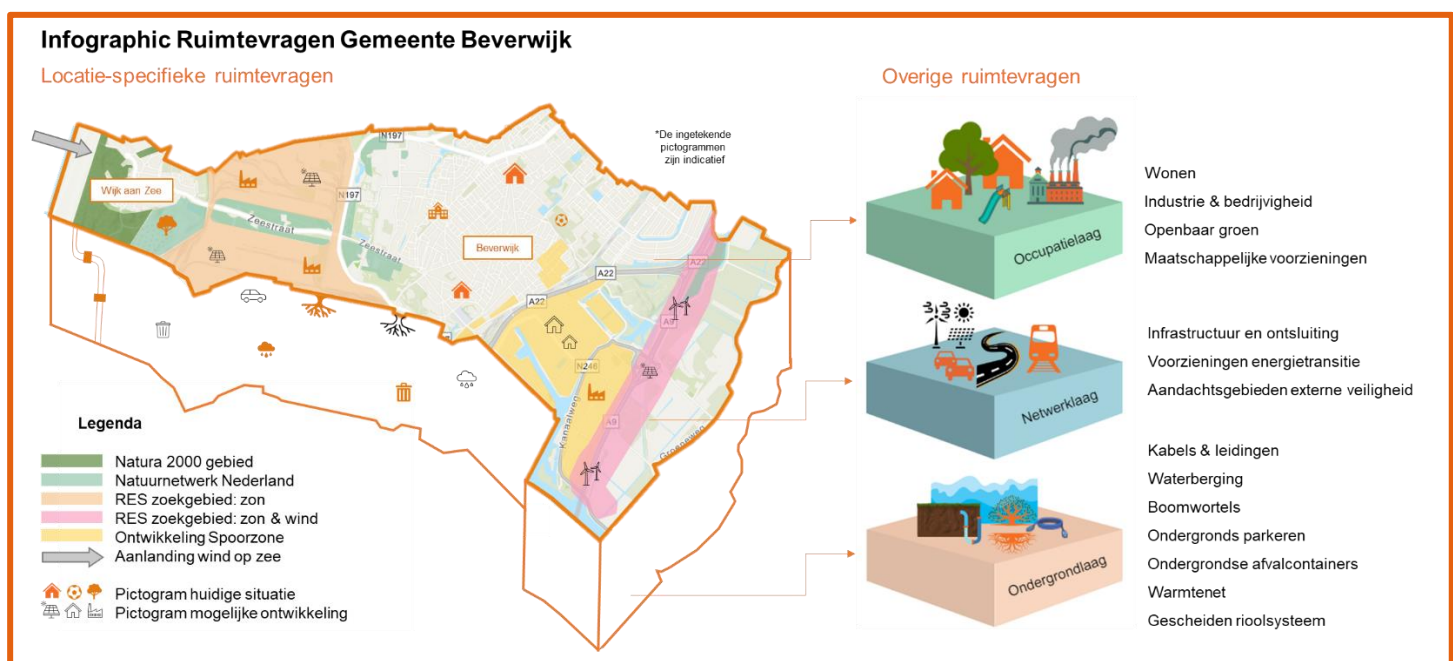 Infographic Ruimtevragen Gemeente Beverwijk
Locatie-specifieke ruimtevragen
Overige ruimtevragen
N197
*De ingetekende
pictogrammen
zijn indicatief
Wijk aan Zee
N197
Zeestraat
Zeestraat
Beverwijk
A22
A22
A22
A9
N246
A9
Kanaalweg
Groeneweg
Legenda
Natura 2000 gebied
Natuurnetwerk Nederland
RES zoekgebied: zon
RES zoekgebied: zon & wind
Ontwikkeling Spoorzone
Aanlanding wind op zee
Pictogram huidige situatie
Pictogram mogelijke ontwikkeling
Occupatielaag
Wonen
Industrie & bedrijvigheid
Openbaar groen
Maatschappelijke voorzieningen
Netwerklaag
Infrastructuur en ontsluiting
Voorzieningen energietransitie
Aandachtsgebieden externe veiligheid
Ondergrondlaag
Kabels & leidingen
Waterberging
Boomwortels
Ondergronds parkeren
Ondergrondse afvalcontainers
Warmtenet
Gescheiden rioolsysteem